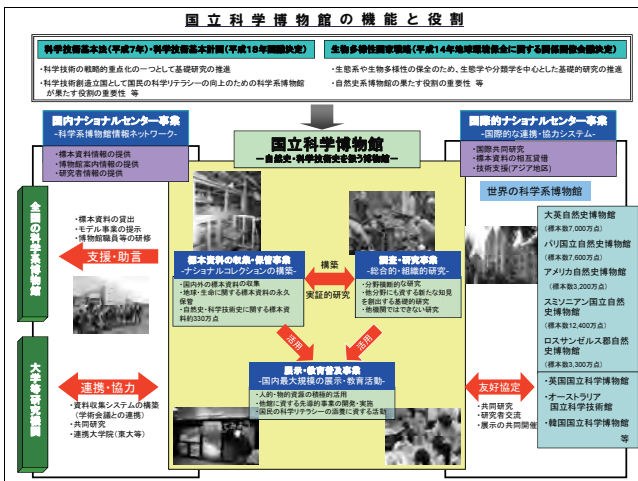 国立科学博物館の機能と役割
科学技術基本法（平成７年）・科学技術基本計画（平成18年閣議決定）
・科学技術の戦略的重点化の一つとして基礎研究の推進
・科学技術創造立国として国民の科学リテラシーの向上のための科学博物館
が果たす役割の重要性 等
生物多様性国家戦略（平成14年地球環境保全に関する関係閣僚会議決定）
・生態系や生物多様性の保全のため、生態学や分類学を中心とした基礎的研究の推進
・自然史系博物館の果たす役割の重要性 等
国内ナショナルセンター事業
-科学系博物館情報ネットワーク-
・標本資料情報の提供
・博物館案内情報の提供
・研究者情報の提供
全国の科学系博物館
・標本資料の貸出
・モデル事業の提示
・博物館職員等の研修
支援・助言
大学等研究機関
連携・協力
・資料収集システムの構築
（学術会議との連携）
・共同研究
・連携大学院（東大等）
国立科学博物館
－自然史・科学技術史を扱う博物館－
標本資料の収集・保管事業
-ナショナルコレクションの構築-
・国内外の標本資料の収集
・地球・生命に関する標本資料の永久
保管
・自然史・科学技術史に関する標本資
料約330万点
構築
実証的研究
調査・研究事業
-総合的・組織的研究-
・分野横断的な研究
・他分野にも資する新たな知見
を創出する基礎的研究
・他機関ではできない研究
活用
活用
展示・教育普及事業
-国内最大規模の展示・教育活動-
・人的・物的資源の積極的活用
・他館に資する先導的事業の開発・実施
・国民の科学リテラシーの涵養に資する活動
国際的ナショナルセンター事業
-国際的な連携・協力システム-
・国際共同研究
・標本資料の相互貸借
・技術支援（アジア地区）
世界の科学系博物館
大英自然史博物館
（標本数7,000万点）
パリ国立自然史博物館
（標本数7,600万点）
アメリカ自然史博物館
（標本数3,200万点）
スミソニアン国立自然
史博物館
（標本数12,400万点）
ロスサンゼルス郡自然
史博物館
（標本数3,300万点）
・英国国立科学博物館
・オーストラリア
国立科学技術館
・韓国国立科学博物館
等
友好協定
・共同研究
・研究者交流
・展示の共同開催